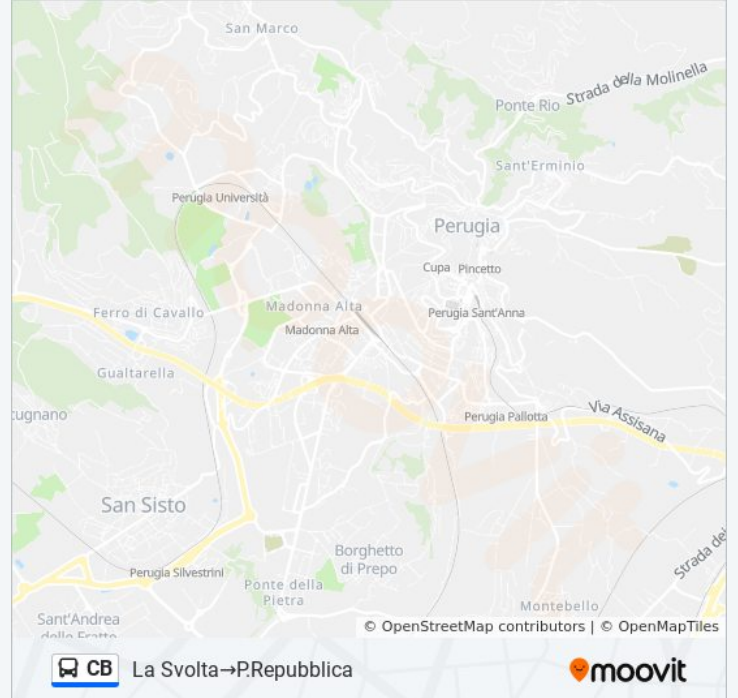 San Marco
Strada della Molinella
Ponte Rio
Sant'Erminio
Perugia Università
Perugia
Cupa
Pincetto
Ferro di Cavallo
Madonna Alta
Perugia Sant'Anna
Madonna Alta
Gualtarella
cugnano
Perugia Pallotta
Via Assisana
San Sisto
Strada dei
Borghetto
di Prepo
Perugia Silvestrini
Ponte della
Pietra
Montebello
Sant'Andrea
delle Fratte
© OpenStreetMap contributors | © OpenMapTiles
CB La Svolta→P.Repubblica
moovit